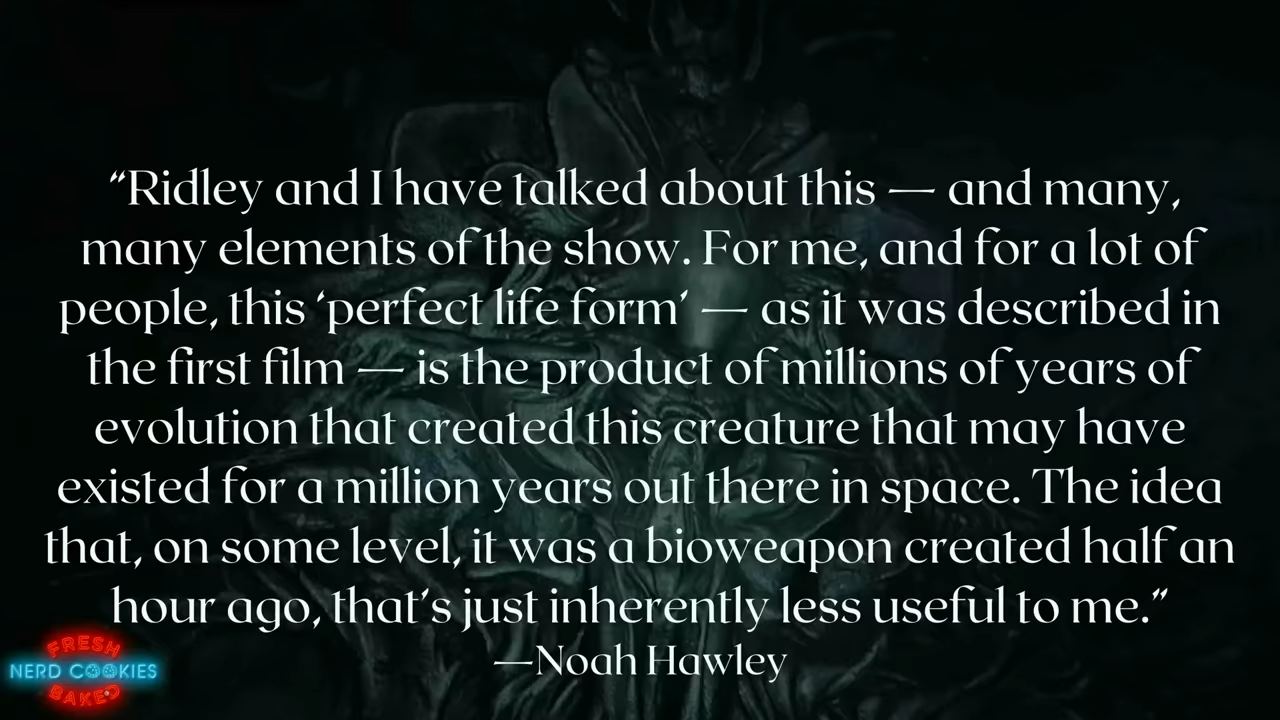 “Ridley and I have talked about this — and many,
many elements of the show. For me, and for a lot of
people, this ‘perfect life form’ — as it was described in
the first film — is the product of millions of years of
evolution that created this creature that may have
existed for a million years out there in space. The idea
that, on some level, it was a bioweapon created half an
hour ago, that’s just inherently less useful to me.”
—Noah Hawley
FRESH
NERD COOKIES
BAKED